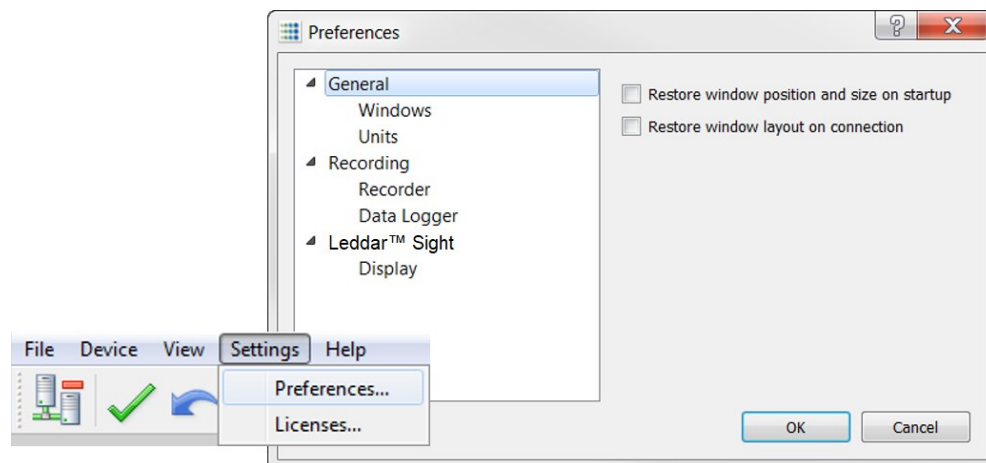 Preferences
General
Windows
Units
Recording
Recorder
Data Logger
Leddar™ Sight
Display
Restore window position and size on startup
Restore window layout on connection
File Device View Settings Help
Preferences...
Licenses...
OK Cancel